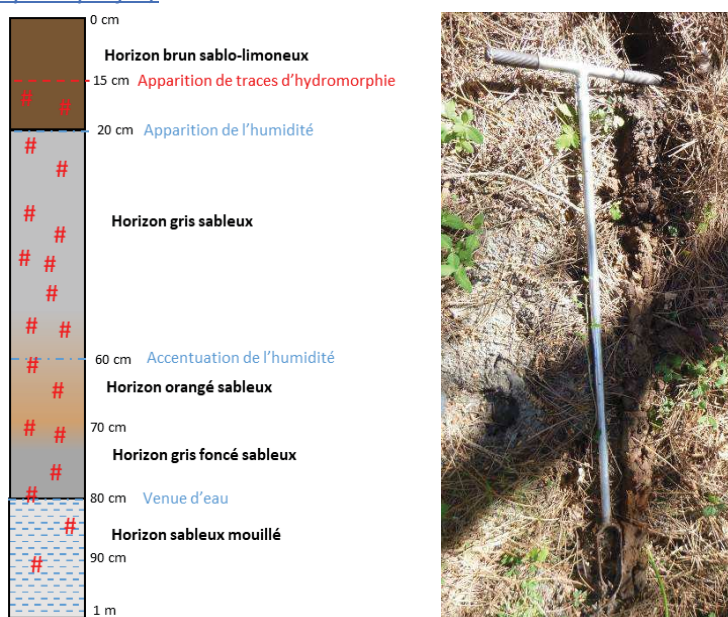 0 cm
Horizon brun sablo-limoneux
15 cm Apparition de traces d'hydromorphie
# #
20 cm Apparition de l'humidité
#
#
#
Horizon gris sableux
#
# #
#
# #
60 cm Accentuation de l'humidité
#
Horizon orangé sableux
#
70 cm
# #
Horizon gris foncé sableux
#
#
80 cm Venue d'eau
#
Horizon sableux mouillé
90 cm
#
1 m